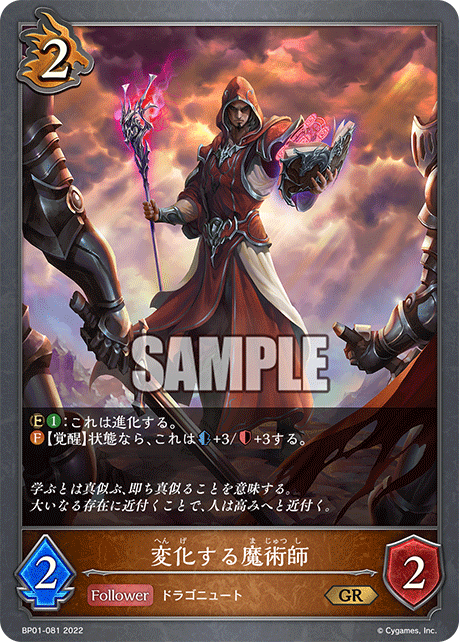 2
SAMPLE
E 1:これは進化する。
F【覚醒】状態なら、これは+3/+3する。
学ぶとは真似ぶ、即ち真似ることを意味する。
大いなる存在に近付くことで、人は高みへと近付く。
へんげ まじゅつし
変化する魔術師
2
Follower ドラゴニュート GR
2
BP01-081 2022
© Cygames, Inc.